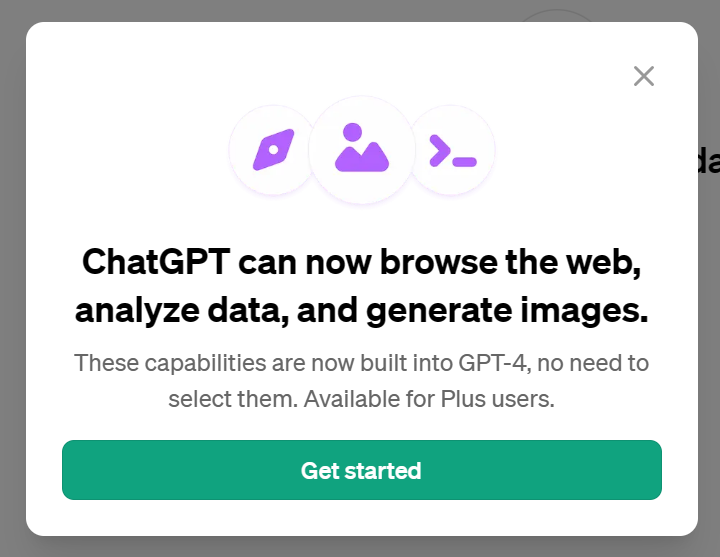 ChatGPT can now browse the web,
analyze data, and generate images.
These capabilities are now built into GPT-4, no need to
select them. Available for Plus users.
Get started